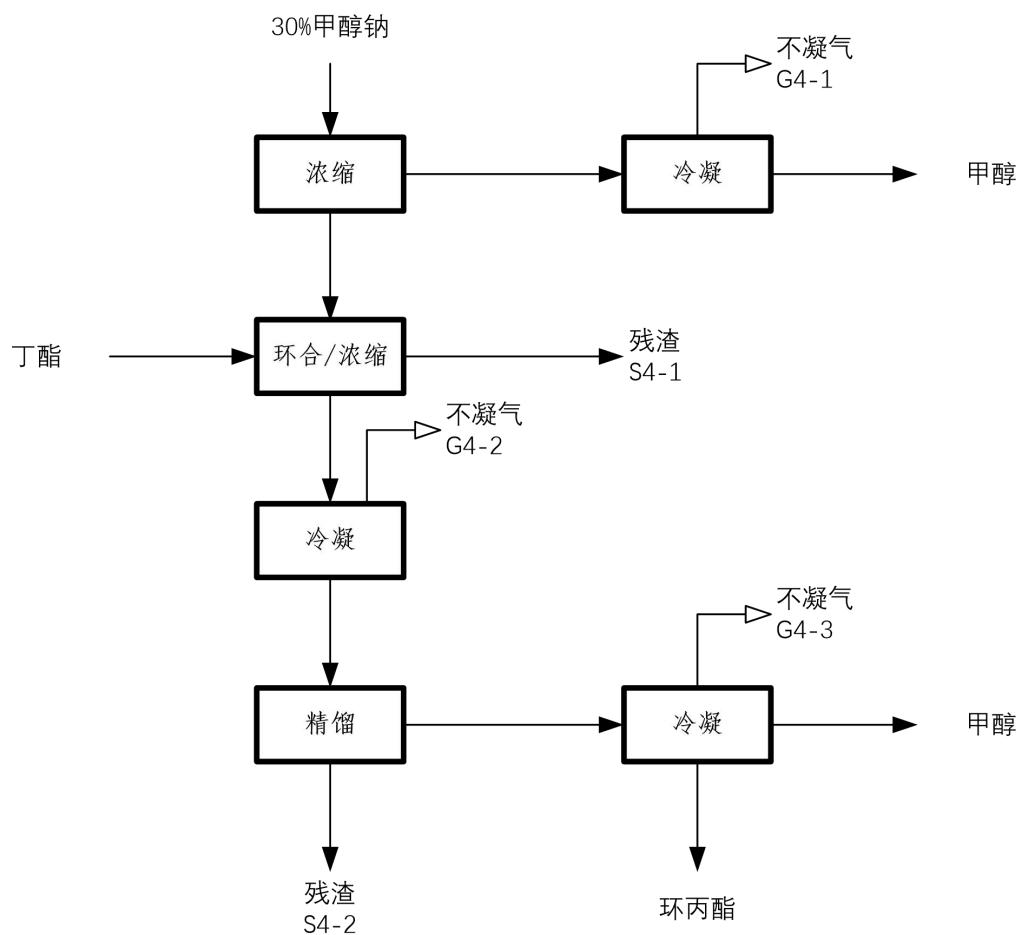 30%甲醇钠
不凝气
G4-1
浓缩
冷凝
甲醇
丁酯
环合/浓缩
残渣
S4-1
不凝气
G4-2
冷凝
不凝气
G4-3
精馏
冷凝
甲醇
残渣
S4-2
环丙酯